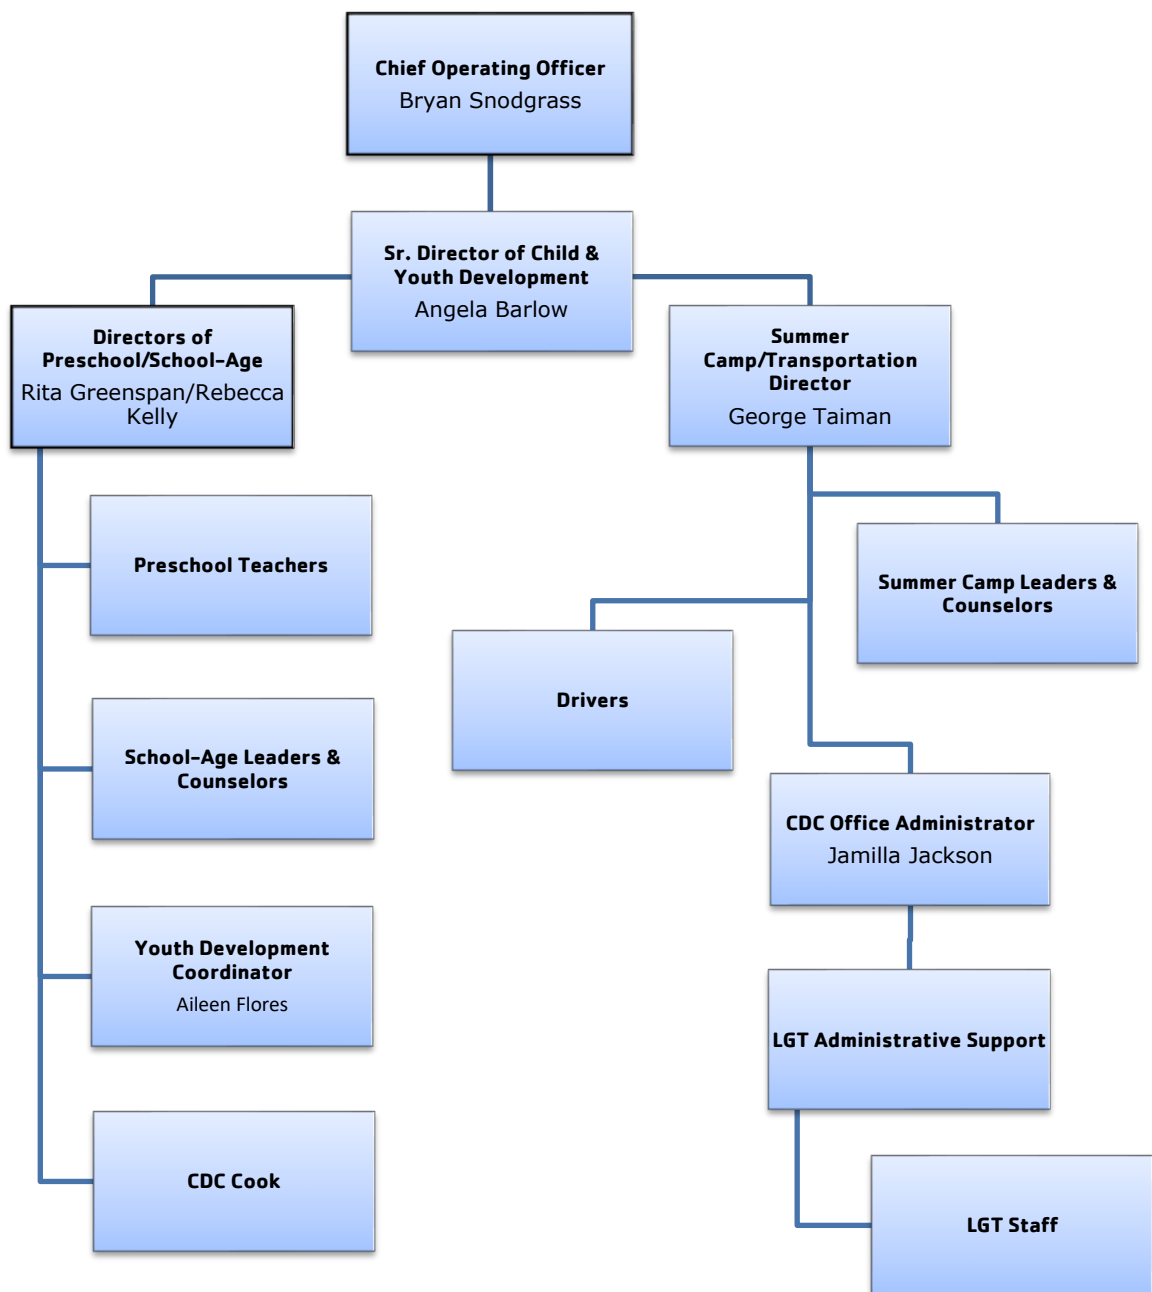 Chief Operating Officer
Bryan Snodgrass
Sr. Director of Child &
Youth Development
Angela Barlow
Directors of
Preschool/School-Age
Rita Greenspan/Rebecca
Kelly
Summer
Camp/Transportation
Director
George Taiman
Preschool Teachers
Summer Camp Leaders &
Counselors
Drivers
School-Age Leaders &
Counselors
CDC Office Administrator
Jamilla Jackson
Youth Development
Coordinator
Aileen Flores
LGT Administrative Support
CDC Cook
LGT Staff